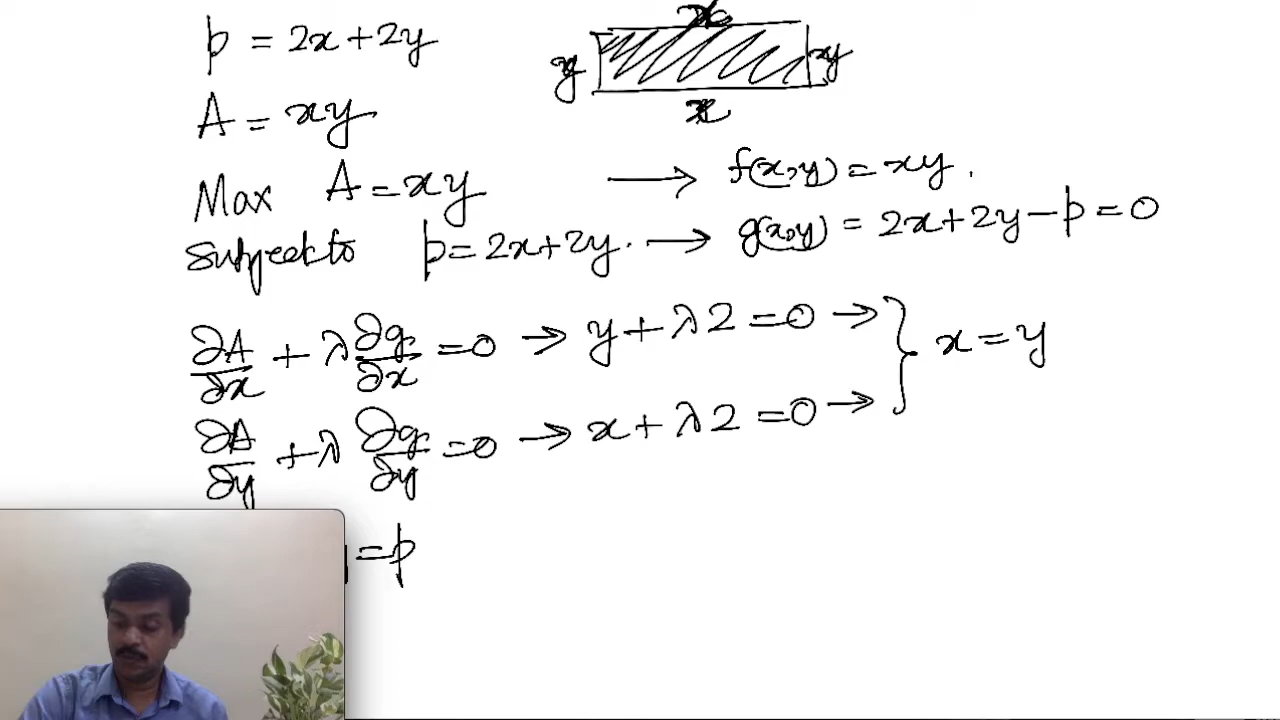 p = 2x+2y
x
y
xy
x
A = xy
Max A = xy → f(x,y) = xy.
Subject to p = 2x+2y. → g(x,y) = 2x+2y-p = 0
∂A/∂x + λ ∂g/∂x = 0 → y + λ2 = 0 →
} x = y
∂A/∂y + λ ∂g/∂y = 0 → x + λ2 = 0 →
= p